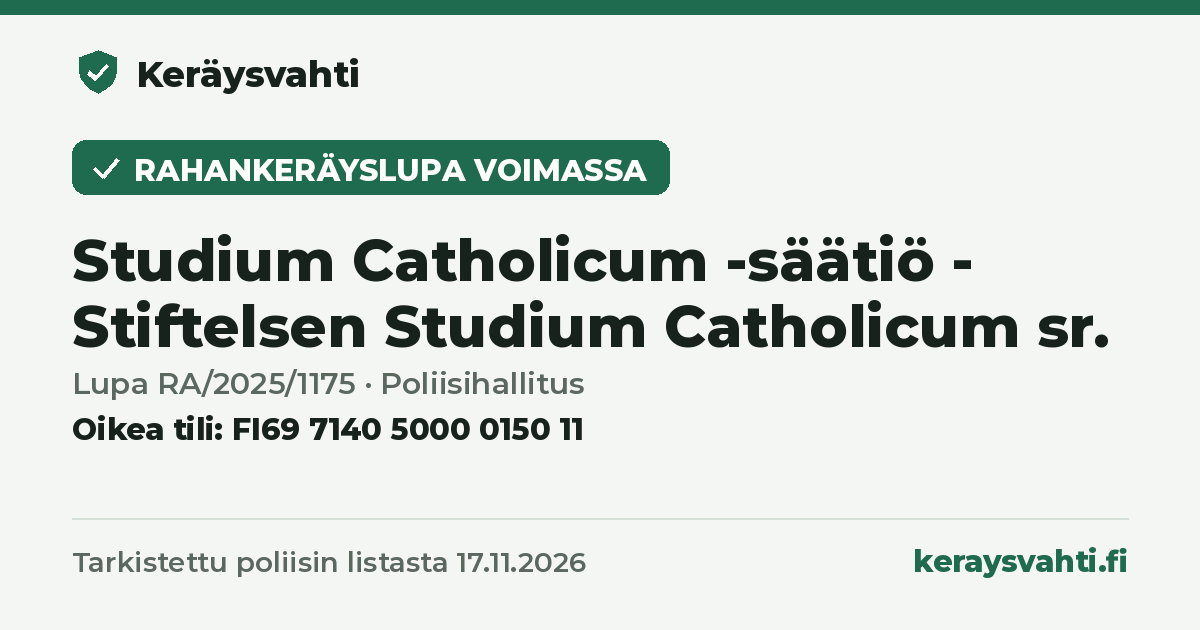 Keräysvahti
RAHANKERÄYSLUPA VOIMASSA
Studium Catholicum -säätiö -
Stiftelsen Studium Catholicum sr.
Lupa RA/2025/1175 · Poliisihallitus
Oikea tili: FI69 7140 5000 0150 11
Tarkistettu poliisin listasta 17.11.2026
keraysvahti.fi